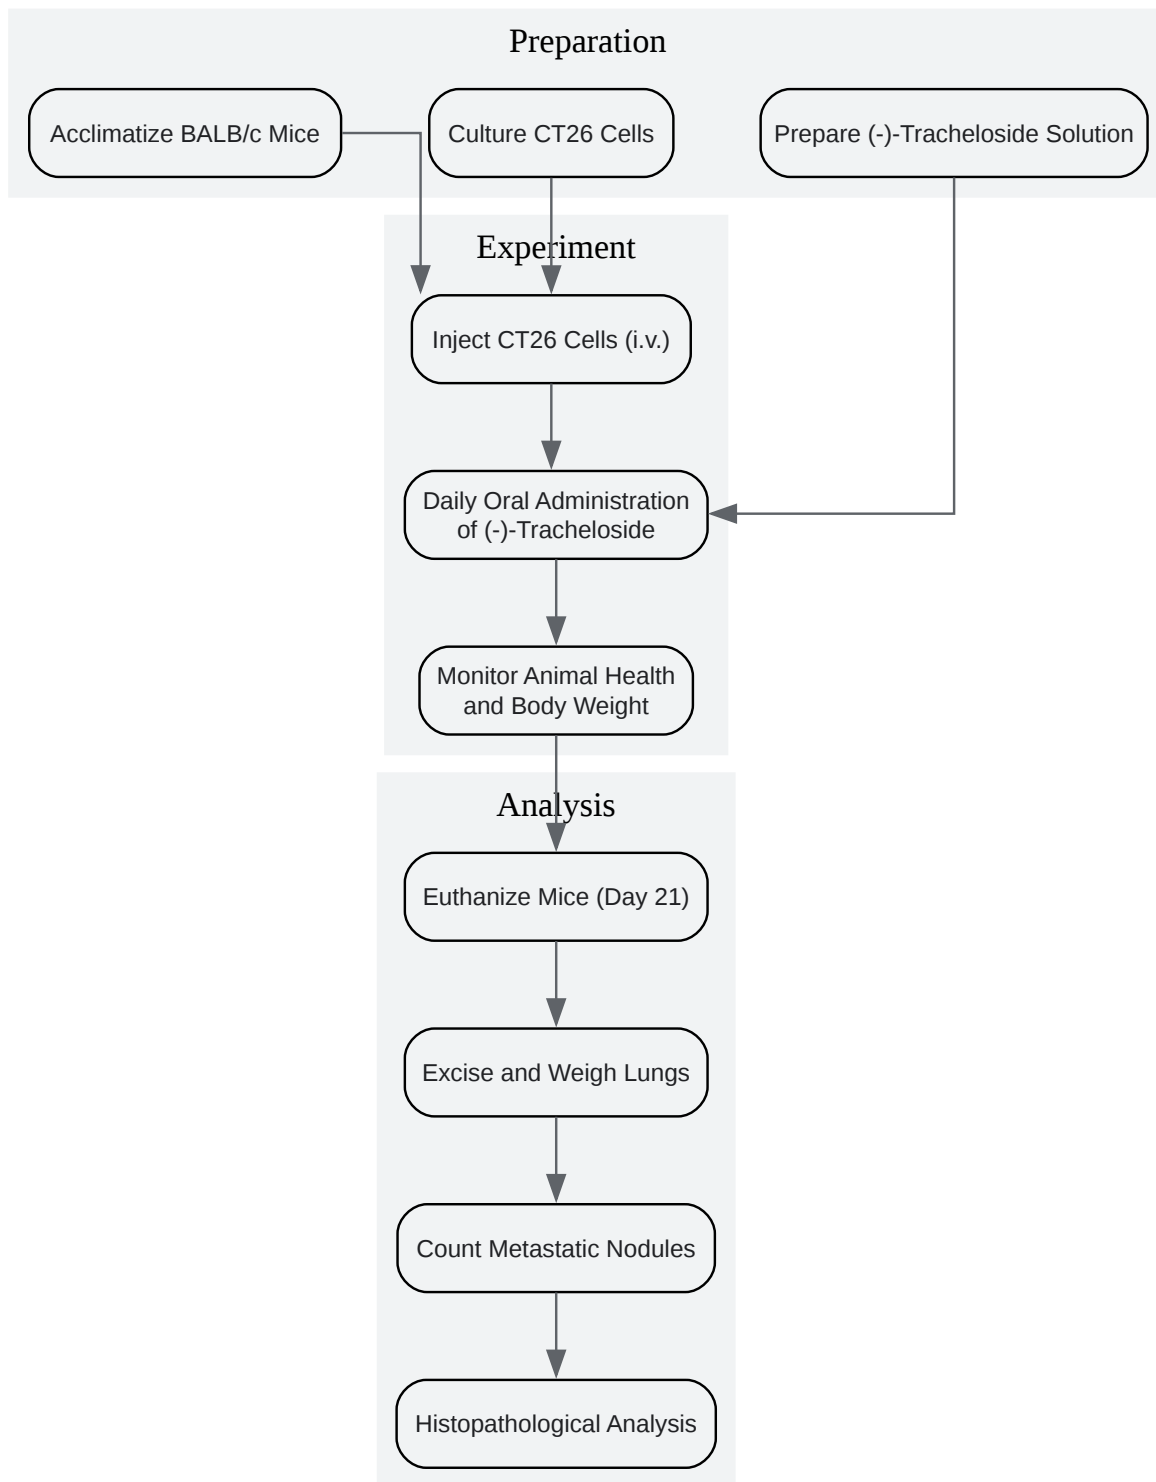 Preparation
Acclimatize BALB/c Mice
Culture CT26 Cells
Prepare (-)-Tracheloside Solution
Experiment
Inject CT26 Cells (i.v.)
Daily Oral Administration
of (-)-Tracheloside
Monitor Animal Health
and Body Weight
Analysis
Euthanize Mice (Day 21)
Excise and Weigh Lungs
Count Metastatic Nodules
Histopathological Analysis